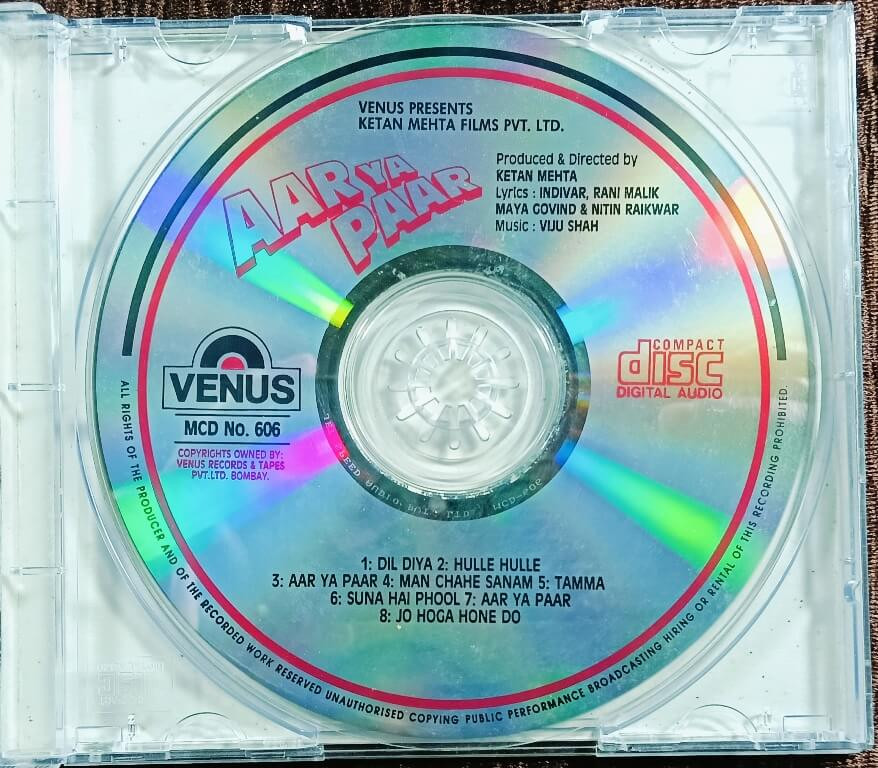 VENUS PRESENTS
KETAN MEHTA FILMS PVT. LTD.
AAR YA
PAAR
Produced & Directed by
KETAN MEHTA
Lyrics : INDIVAR, RANI MALIK
MAYA GOVIND & NITIN RAIKWAR
Music : VIJU SHAH
VENUS
MCD No. 606
COPYRIGHTS OWNED BY:
VENUS RECORDS & TAPES
PVT.LTD. BOMBAY.
COMPACT
disc
DIGITAL AUDIO
1: DIL DIYA 2: HULLE HULLE
3: AAR YA PAAR 4: MAN CHAHE SANAM 5: TAMMA
6: SUNA HAI PHOOL 7: AAR YA PAAR
8: JO HOGA HONE DO
ALL RIGHTS OF THE PRODUCER AND OF THE RECORDED WORK RESERVED UNAUTHORISED COPYING PUBLIC PERFORMANCE BROADCASTING HIRING OR RENTAL OF THIS RECORDING PROHIBITED.